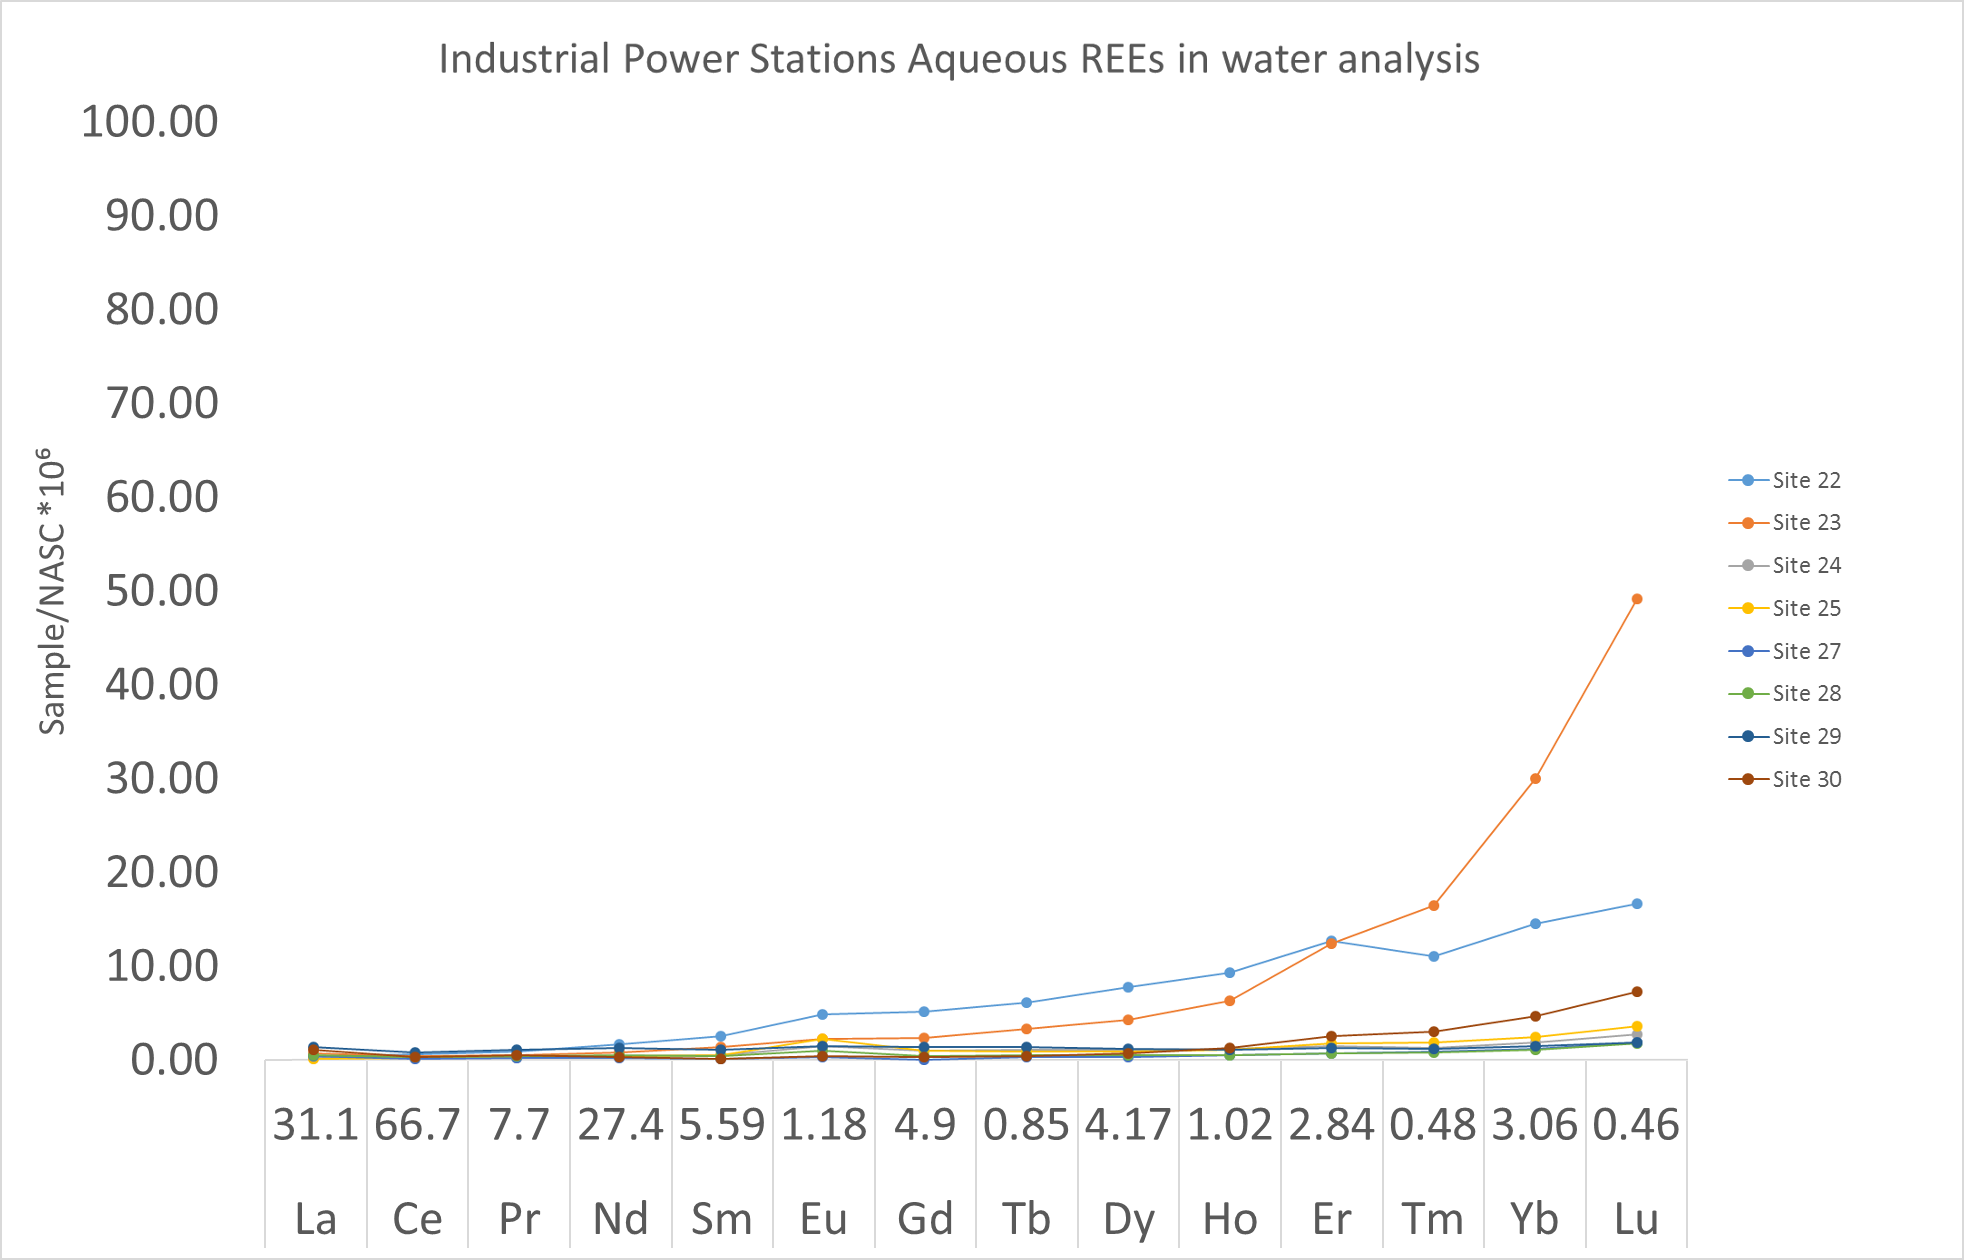 Industrial Power Stations Aqueous REEs in water analysis
100.00
90.00
80.00
70.00
60.00
50.00
40.00
30.00
20.00
10.00
0.00
Sample/NASC *10⁶
31.1 66.7 7.7 27.4 5.59 1.18 4.9 0.85 4.17 1.02 2.84 0.48 3.06 0.46
La Ce Pr Nd Sm Eu Gd Tb Dy Ho Er Tm Yb Lu
Site 22
Site 23
Site 24
Site 25
Site 27
Site 28
Site 29
Site 30